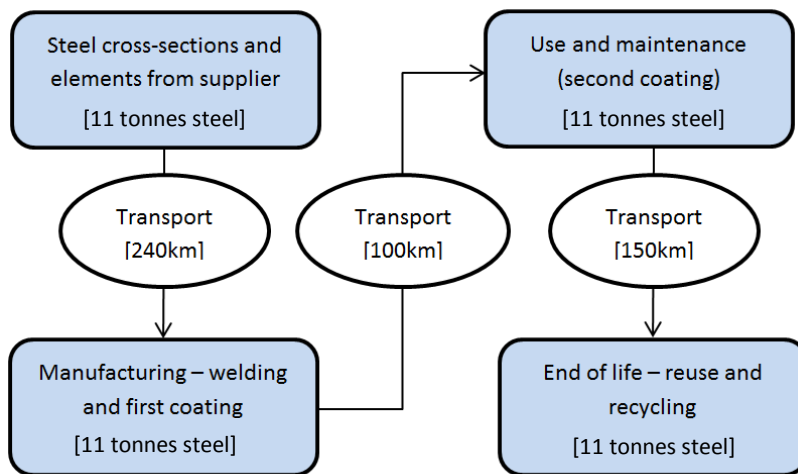 Steel cross-sections and
elements from supplier
[11 tonnes steel]
Transport
[240km]
Manufacturing – welding
and first coating
[11 tonnes steel]
Transport
[100km]
Use and maintenance
(second coating)
[11 tonnes steel]
Transport
[150km]
End of life – reuse and
recycling
[11 tonnes steel]